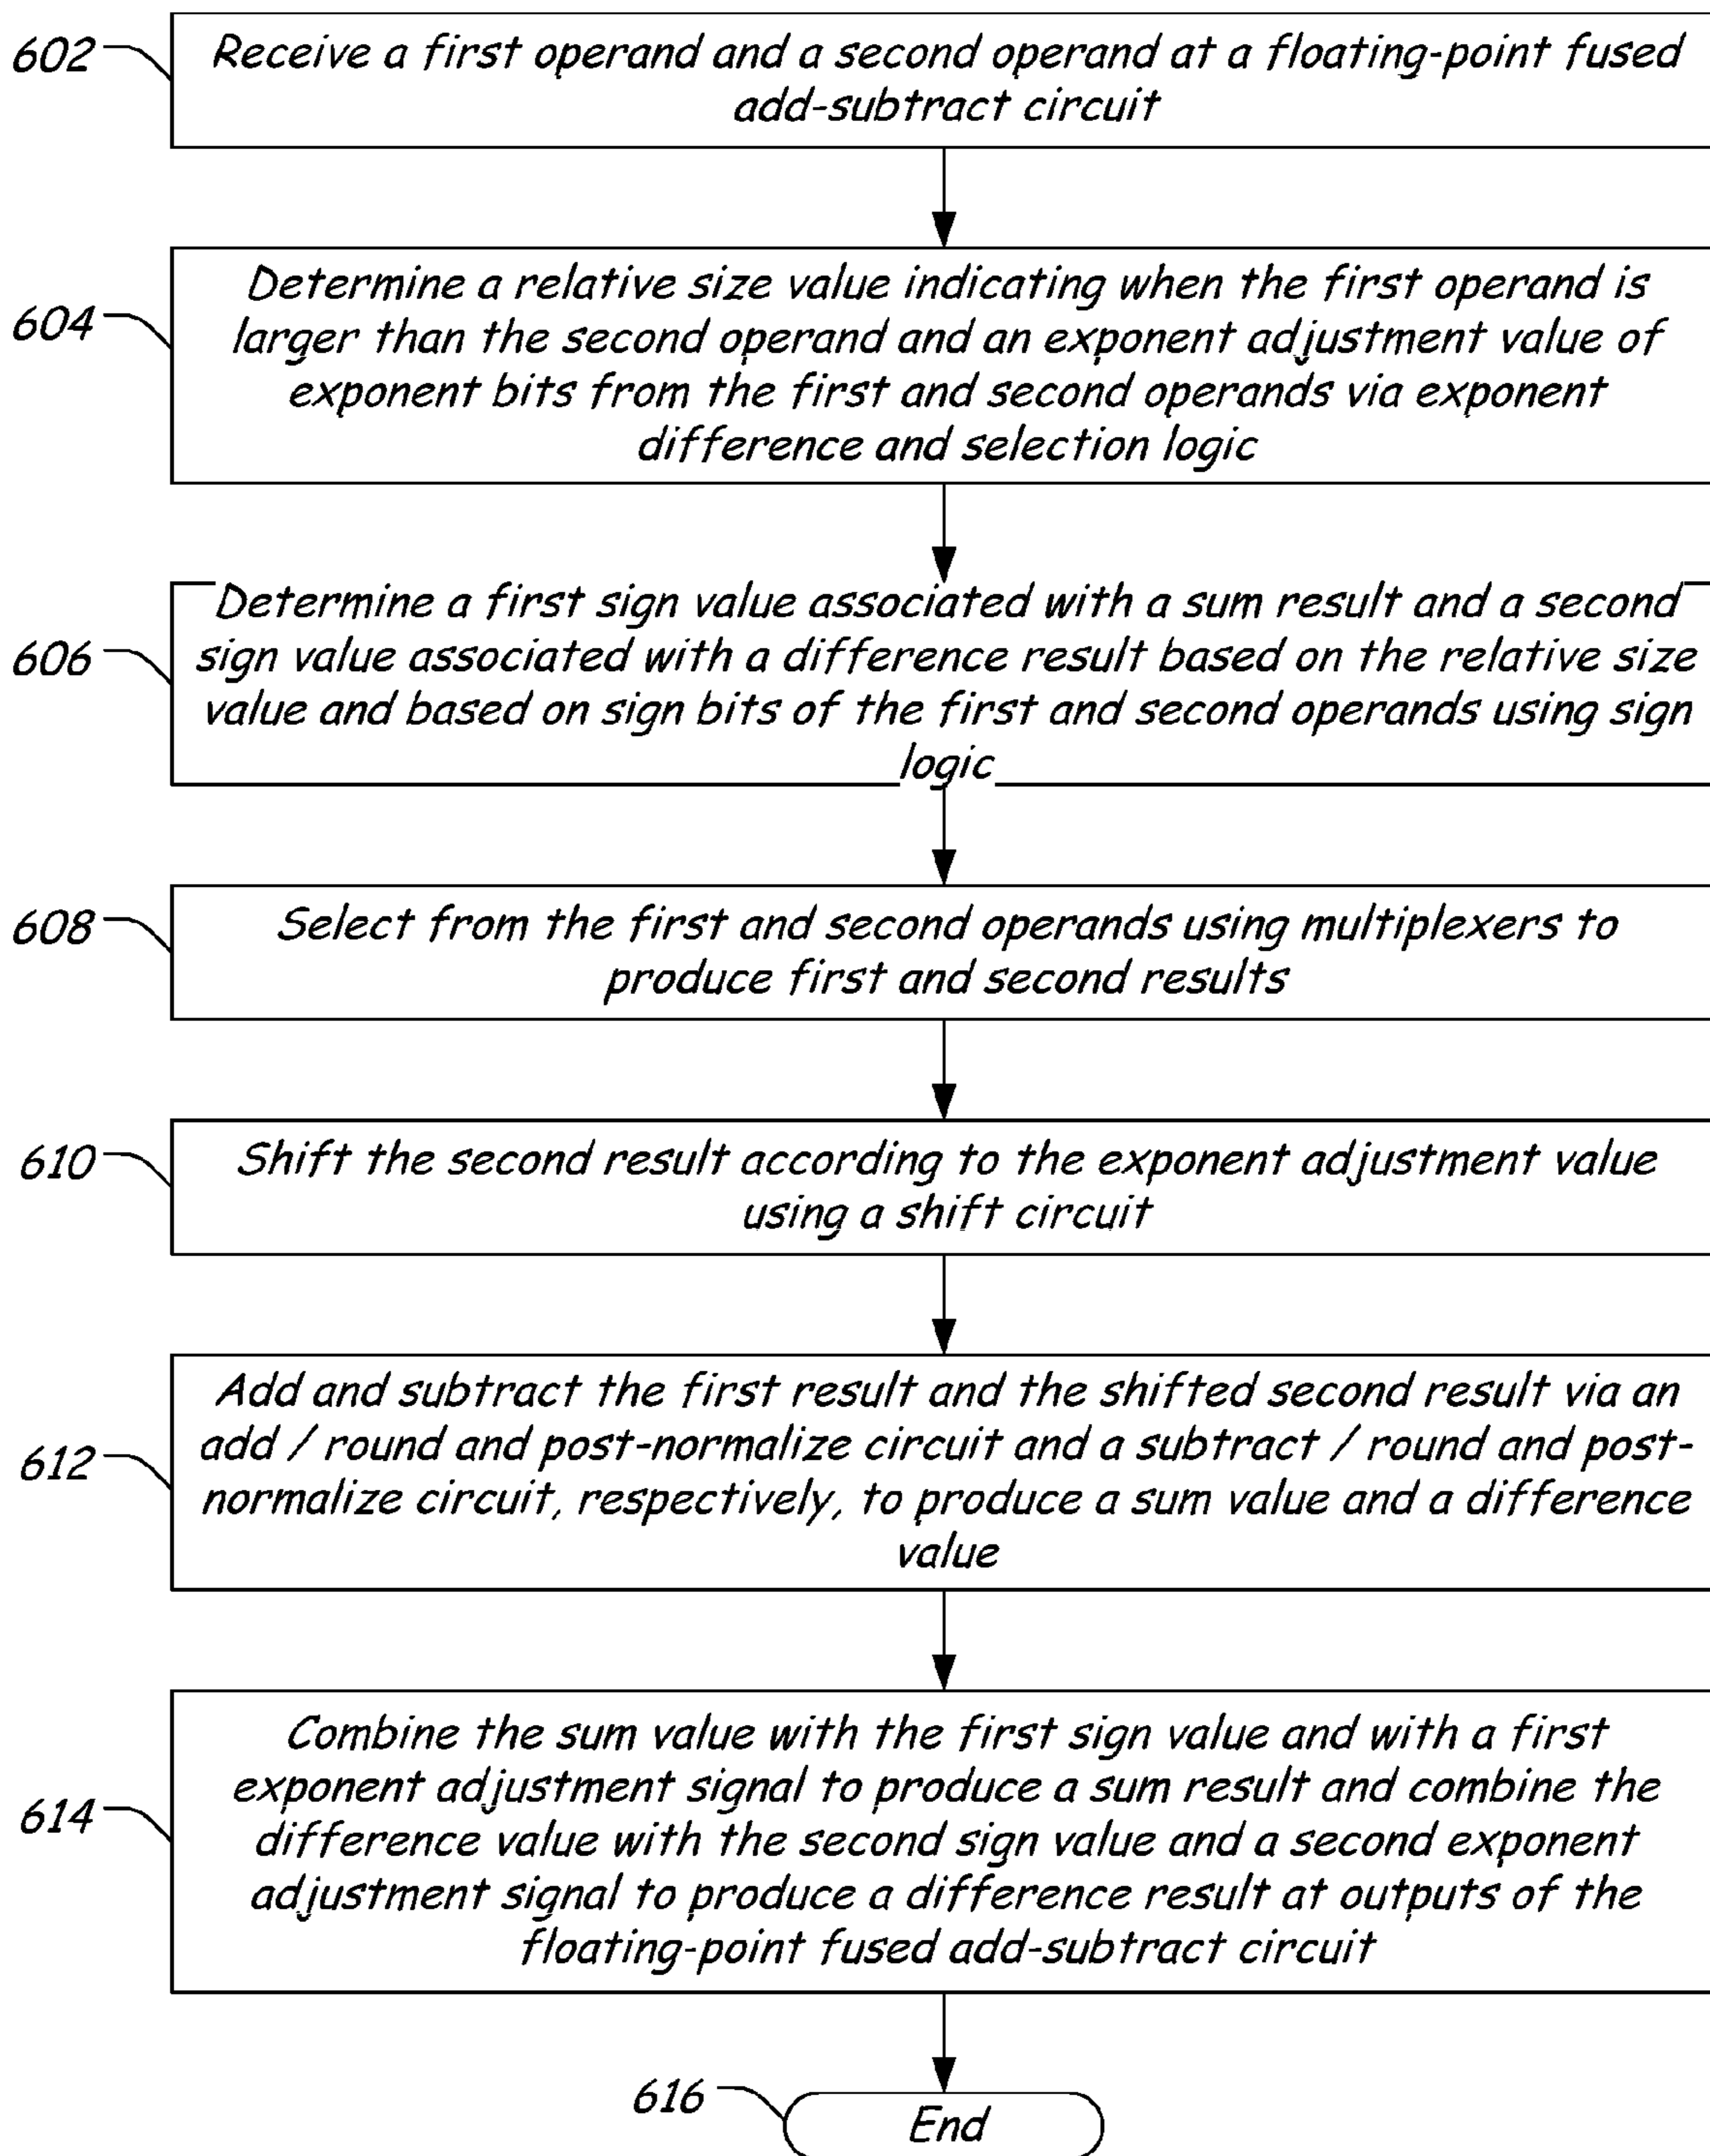 602
Receive a first operand and a second operand at a floating-point fused
add-subtract circuit
604
Determine a relative size value indicating when the first operand is
larger than the second operand and an exponent adjustment value of
exponent bits from the first and second operands via exponent
difference and selection logic
606
Determine a first sign value associated with a sum result and a second
sign value associated with a difference result based on the relative size
value and based on sign bits of the first and second operands using sign
logic
608
Select from the first and second operands using multiplexers to
produce first and second results
610
Shift the second result according to the exponent adjustment value
using a shift circuit
612
Add and subtract the first result and the shifted second result via an
add / round and post-normalize circuit and a subtract / round and post-
normalize circuit, respectively, to produce a sum value and a difference
value
614
Combine the sum value with the first sign value and with a first
exponent adjustment signal to produce a sum result and combine the
difference value with the second sign value and a second exponent
adjustment signal to produce a difference result at outputs of the
floating-point fused add-subtract circuit
616
End